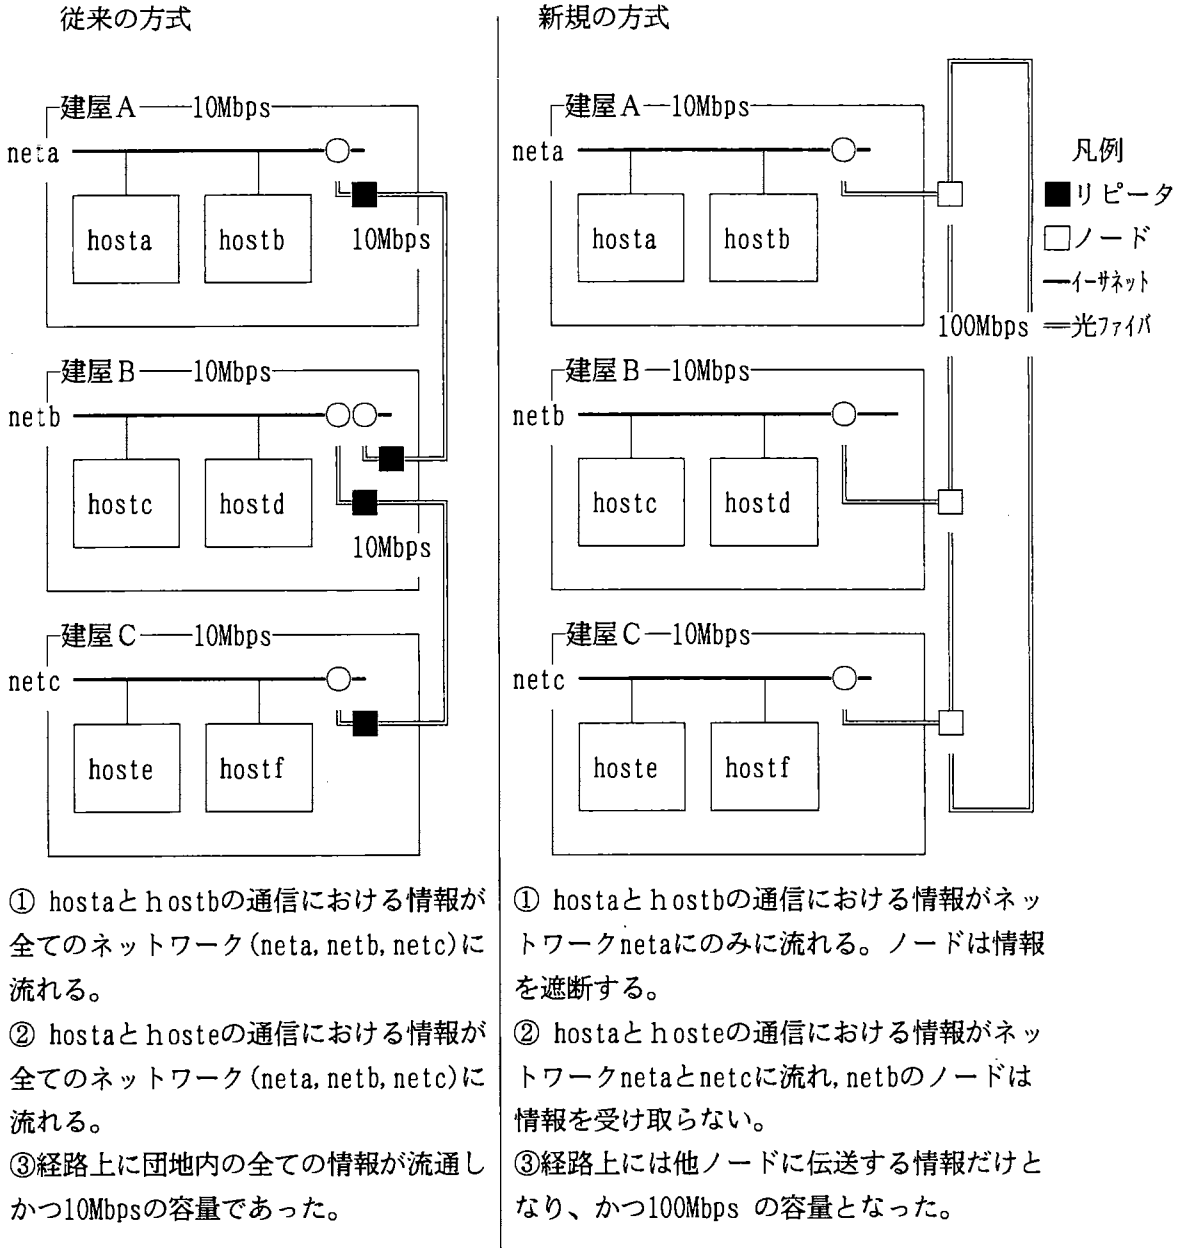 従来の方式
建屋A 10Mbps
neta
hosta
hostb
10Mbps
建屋B 10Mbps
netb
hostc
hostd
10Mbps
建屋C 10Mbps
netc
hoste
hostf
① hostaとhostbの通信における情報が
全てのネットワーク(neta,netb,netc)に
流れる。
② hostaとhosteの通信における情報が
全てのネットワーク(neta,netb,netc)に
流れる。
③経路上に団地内の全ての情報が流通し
かつ10Mbpsの容量であった。
新規の方式
建屋A 10Mbps
neta
hosta
hostb
建屋B 10Mbps
netb
hostc
hostd
建屋C 10Mbps
netc
hoste
hostf
100Mbps
凡例
リピータ
ノード
イーサネット
光ファイバ
① hostaとhostbの通信における情報がネッ
トワークnetaにのみに流れる。ノードは情報
を遮断する。
② hostaとhosteの通信における情報がネッ
トワークnetaとnetcに流れ,netbのノードは
情報を受け取らない。
③経路上には他ノードに伝送する情報だけと
なり、かつ100Mbps の容量となった。